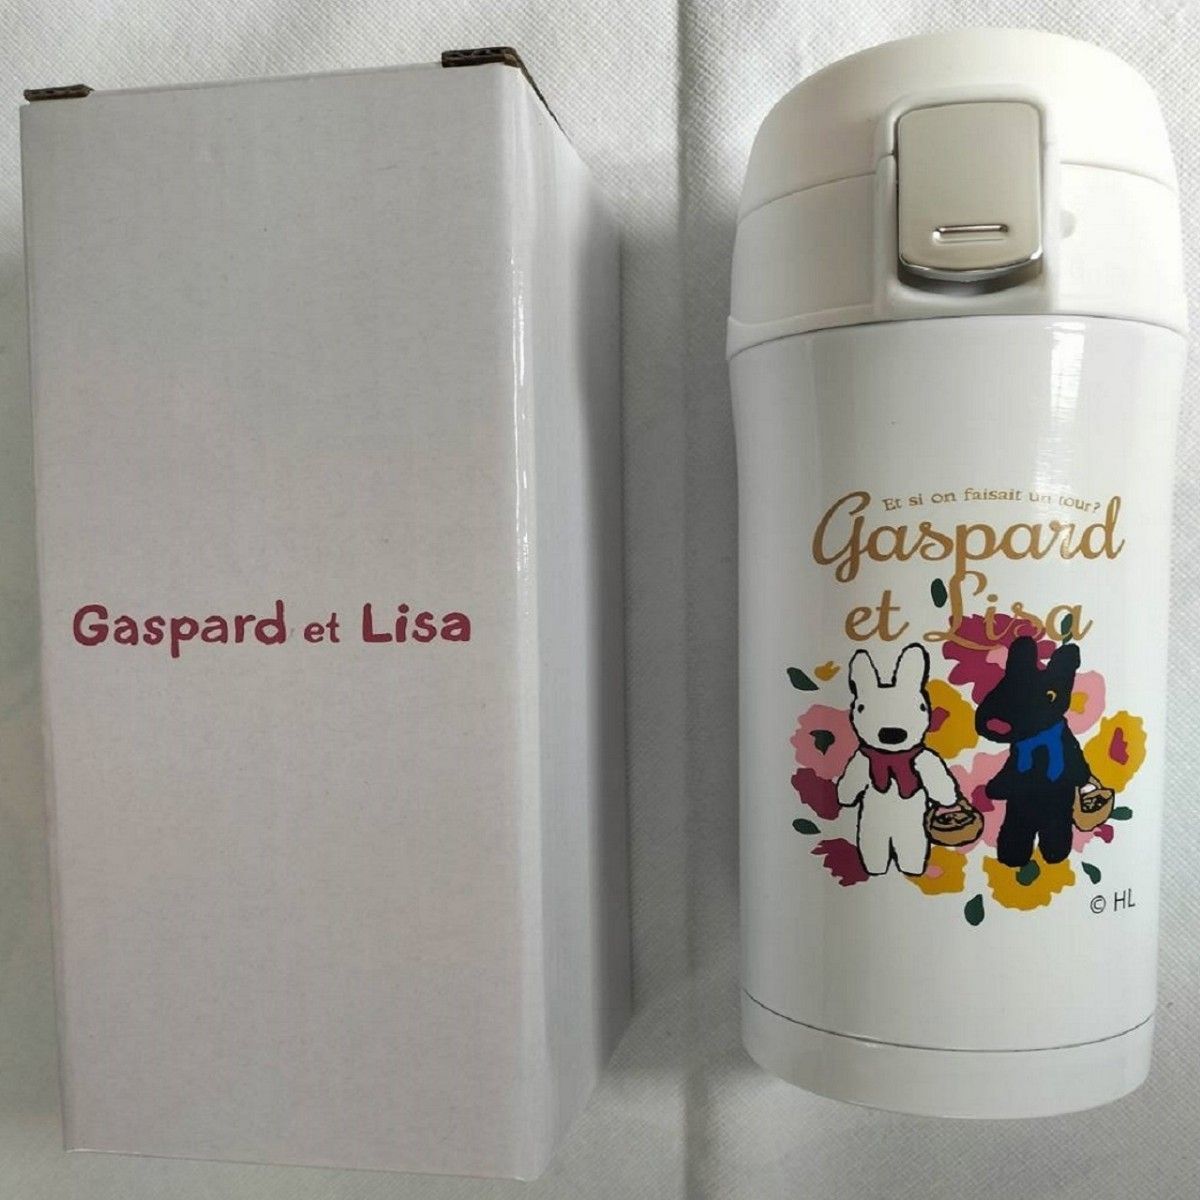 Gaspard et Lisa
Et si on faisait un tour?
Gaspard
et Lisa
© HL